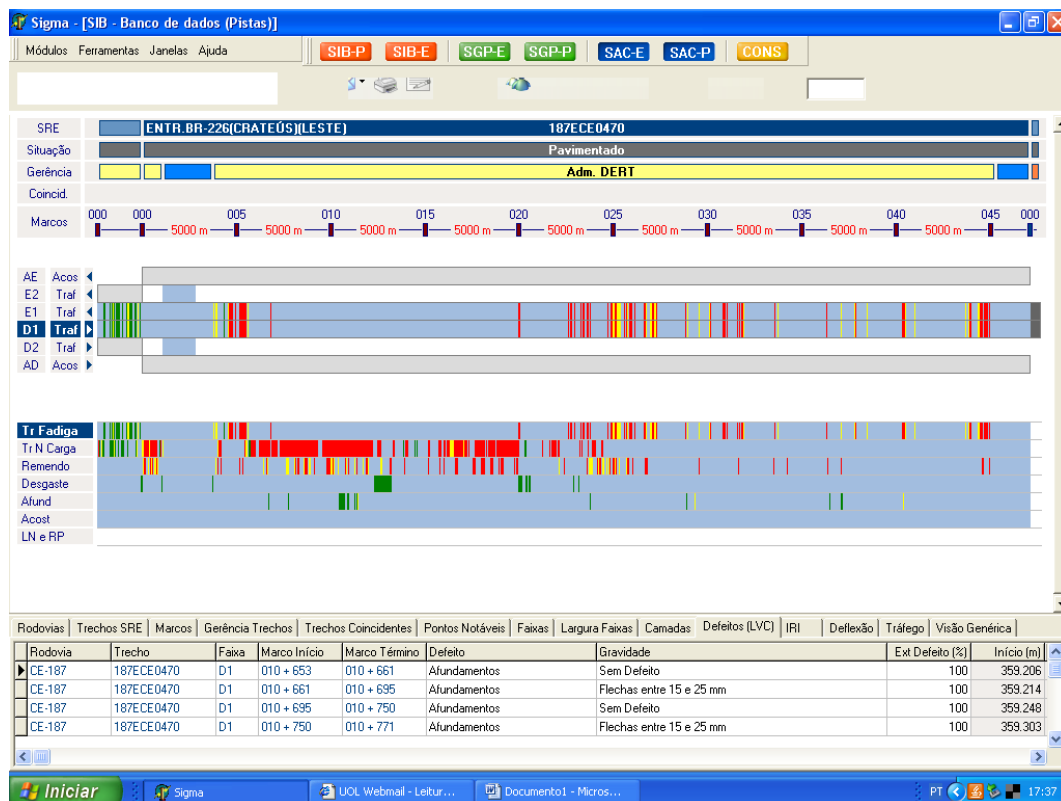 Sigma - [SIB - Banco de dados (Pistas)]
Módulos Ferramentas Janelas Ajuda SIB-P SIB-E SGP-E SGP-P SAC-E SAC-P CONS
SRE ENTR.BR-226(CRATEÚS)(LESTE) 187ECE0470
Situação Pavimentado
Gerência Adm. DERT
Coincid.
Marcos 000 000 005 010 015 020 025 030 035 040 045 000
5000 m 5000 m 5000 m 5000 m 5000 m 5000 m 5000 m 5000 m 5000 m
AE Acos
E2 Traf
E1 Traf
D1 Traf
D2 Traf
AD Acos
Tr Fadiga
Tr N Carga
Remendo
Desgaste
Afund
Acost
LN e RP
Rodovias Trechos SRE Marcos Gerência Trechos Trechos Coincidentes Pontos Notáveis Faixas Largura Faixas Camadas Defeitos (LVC) IRI Deflexão Tráfego Visão Genérica
Rodovia Trecho Faixa Marco Início Marco Término Defeito Gravidade Ext Defeito (%) Início (m)
CE-187 187ECE0470 D1 010 + 653 010 + 661 Afundamentos Sem Defeito 100 359.206
CE-187 187ECE0470 D1 010 + 661 010 + 695 Afundamentos Flechas entre 15 e 25 mm 100 359.214
CE-187 187ECE0470 D1 010 + 695 010 + 750 Afundamentos Sem Defeito 100 359.248
CE-187 187ECE0470 D1 010 + 750 010 + 771 Afundamentos Flechas entre 15 e 25 mm 100 359.303
Iniciar Sigma UOL Webmail - Leitur... Documento1 - Micros... PT 17:37